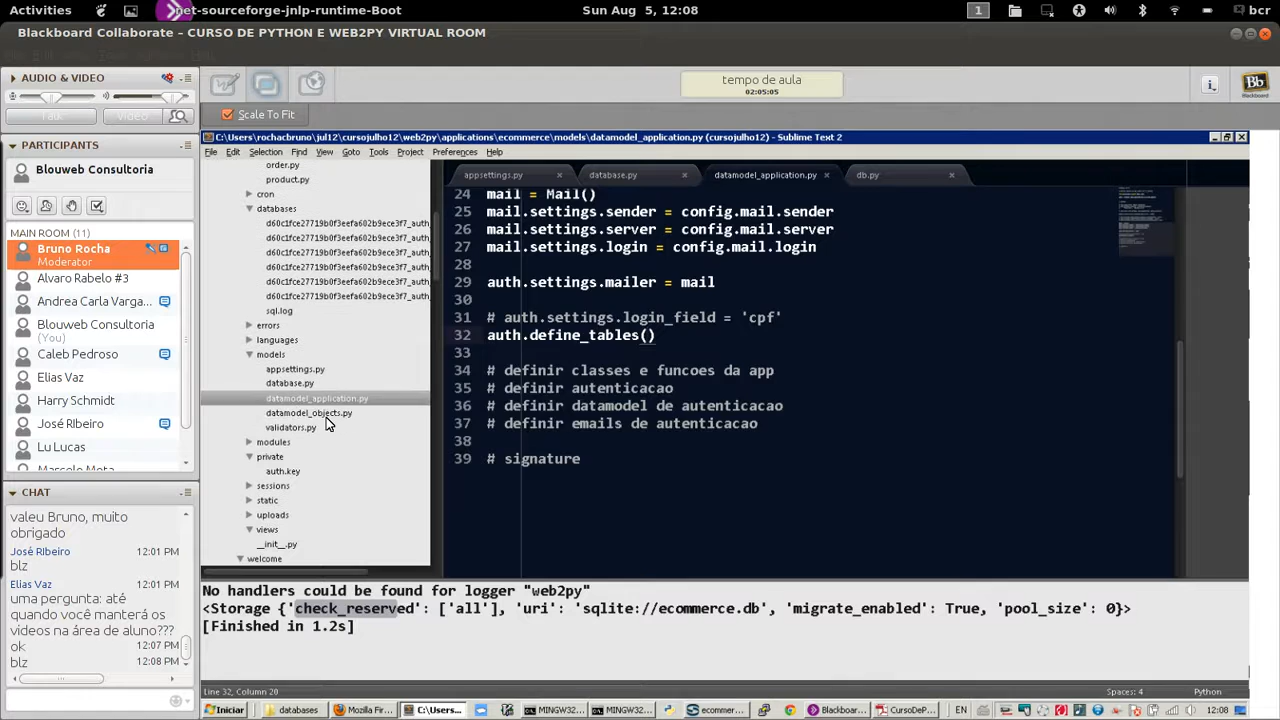 Activities
net-sourceforge-jnlp-runtime-Boot
Sun Aug 5, 12:08
1
bcr
Blackboard Collaborate – CURSO DE PYTHON E WEB2PY VIRTUAL ROOM
AUDIO & VIDEO
Talk
Video
PARTICIPANTS
Blouweb Consultoria
MAIN ROOM (11)
Bruno Rocha
Moderator
Alvaro Rabelo #3
Andrea Carla Varga...
Blouweb Consultoria
(You)
Caleb Pedroso
Elias Vaz
Harry Schmidt
José RIbeiro
Lu Lucas
Marcelo Mota
CHAT
valeu Bruno, muito
obrigado
José RIbeiro 12:01 PM
blz
Elias Vaz 12:01 PM
uma pergunta: até
quando você manterá os
videos na área de aluno???
12:07 PM
ok
12:08 PM
blz
tempo de aula
02:05:05
Bb
Blackboard
Scale To Fit
C:\Users\rochacbruno\jul12\cursojulho12\web2py\applications\ecommerce\models\datamodel_application.py (cursojulho12) - Sublime Text 2
File Edit Selection Find View Goto Tools Project Preferences Help
order.py
product.py
cron
databases
d60c1fce27719b0f3eefa602b9ece3f7_auth_
d60c1fce27719b0f3eefa602b9ece3f7_auth_
d60c1fce27719b0f3eefa602b9ece3f7_auth_
d60c1fce27719b0f3eefa602b9ece3f7_auth_
d60c1fce27719b0f3eefa602b9ece3f7_auth_
d60c1fce27719b0f3eefa602b9ece3f7_auth_
sql.log
errors
languages
models
appsettings.py
database.py
datamodel_application.py
datamodel_objects.py
validators.py
modules
private
auth.key
sessions
static
uploads
views
__init__.py
welcome
appsettings.py database.py datamodel_application.py db.py
24 mail = Mail()
25 mail.settings.sender = config.mail.sender
26 mail.settings.server = config.mail.server
27 mail.settings.login = config.mail.login
28
29 auth.settings.mailer = mail
30
31 # auth.settings.login_field = 'cpf'
32 auth.define_tables()
33
34 # definir classes e funcoes da app
35 # definir autenticacao
36 # definir datamodel de autenticacao
37 # definir emails de autenticacao
38
39 # signature
No handlers could be found for logger "web2py"
<Storage {'check_reserved': ['all'], 'uri': 'sqlite://ecommerce.db', 'migrate_enabled': True, 'pool_size': 0}>
[Finished in 1.2s]
Line 32, Column 20
Spaces: 4
Python
Iniciar
databases
Mozilla Fir...
C:\Users...
MINGW32...
MINGW32...
ecommer...
Blackboar...
CursoDeP...
EN
12:08